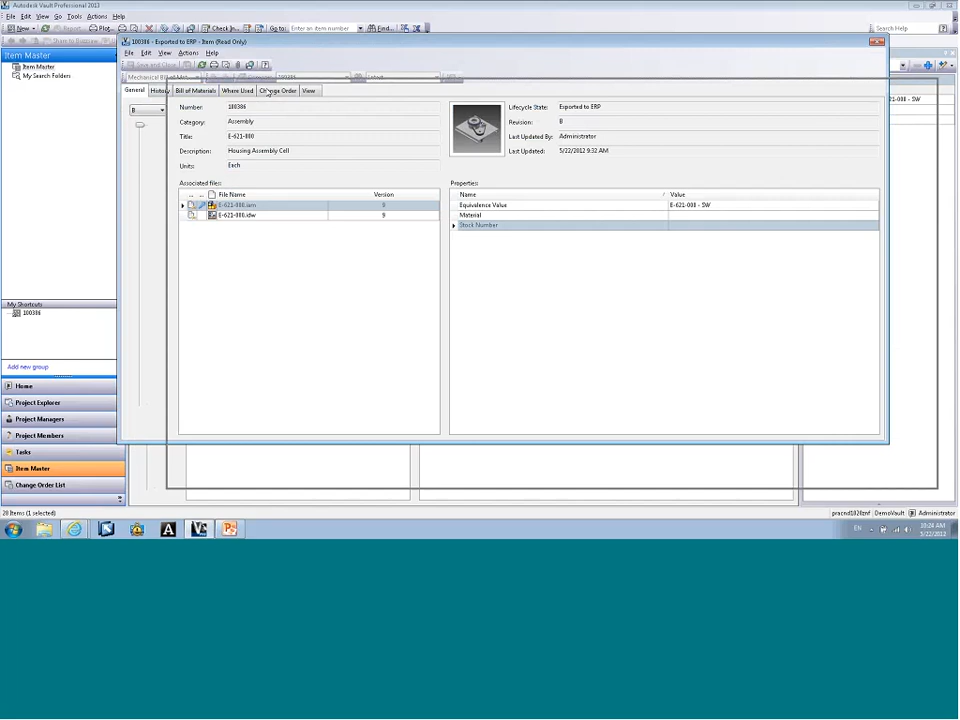 Autodesk Vault Professional 2013
File Edit View Go Tools Actions Help
New Plot... Check In... Go to: Enter an item number Find... Search Help
Item Master
Item Master
My Search Folders
My Shortcuts
100386
Add new group
Home
Project Explorer
Project Managers
Project Members
Tasks
Item Master
Change Order List
100386 - Exported to ERP - Item (Read Only)
File Edit View Actions Help
Save and Close
General History Bill of Materials Where Used Change Order View
B
Number: 100386
Category: Assembly
Title: E-621-000
Description: Housing Assembly Cell
Units: Each
Lifecycle State: Exported to ERP
Revision: B
Last Updated By: Administrator
Last Updated: 5/22/2012 9:32 AM
Associated files:
File Name Version
E-621-000.iam 9
E-621-000.idw 9
Properties:
Name / Value
Equivalence Value E-621-000 - SW
Material
Stock Number
20 Items (1 selected)
DemoVault Administrator
EN 10:24 AM
5/22/2012